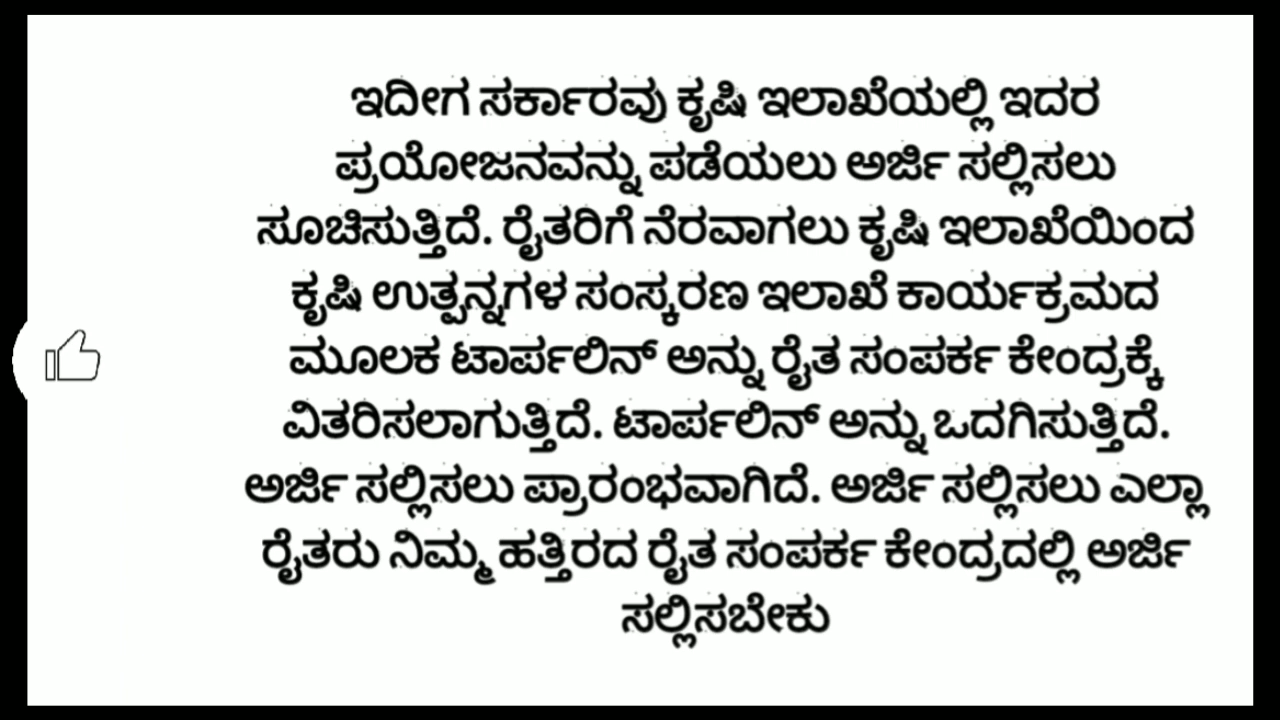 ಇದೀಗ ಸರ್ಕಾರವು ಕೃಷಿ ಇಲಾಖೆಯಲ್ಲಿ ಇದರ
ಪ್ರಯೋಜನವನ್ನು ಪಡೆಯಲು ಅರ್ಜಿ ಸಲ್ಲಿಸಲು
ಸೂಚಿಸುತ್ತಿದೆ. ರೈತರಿಗೆ ನೆರವಾಗಲು ಕೃಷಿ ಇಲಾಖೆಯಿಂದ
ಕೃಷಿ ಉತ್ಪನ್ನಗಳ ಸಂಸ್ಕರಣ ಇಲಾಖೆ ಕಾರ್ಯಕ್ರಮದ
ಮೂಲಕ ಟಾರ್ಪಲಿನ್ ಅನ್ನು ರೈತ ಸಂಪರ್ಕ ಕೇಂದ್ರಕ್ಕೆ
ವಿತರಿಸಲಾಗುತ್ತಿದೆ. ಟಾರ್ಪಲಿನ್ ಅನ್ನು ಒದಗಿಸುತ್ತಿದೆ.
ಅರ್ಜಿ ಸಲ್ಲಿಸಲು ಪ್ರಾರಂಭವಾಗಿದೆ. ಅರ್ಜಿ ಸಲ್ಲಿಸಲು ಎಲ್ಲಾ
ರೈತರು ನಿಮ್ಮ ಹತ್ತಿರದ ರೈತ ಸಂಪರ್ಕ ಕೇಂದ್ರದಲ್ಲಿ ಅರ್ಜಿ
ಸಲ್ಲಿಸಬೇಕು